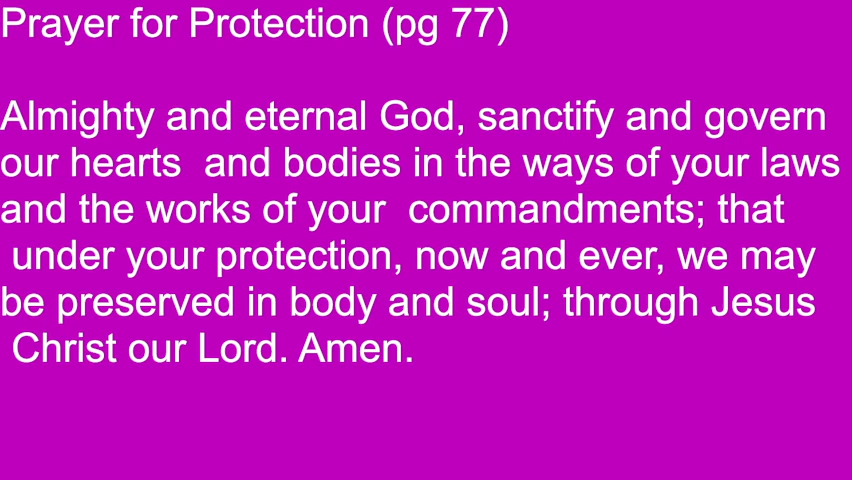 Prayer for Protection (pg 77)
Almighty and eternal God, sanctify and govern
our hearts  and bodies in the ways of your laws
and the works of your  commandments; that
under your protection, now and ever, we may
be preserved in body and soul; through Jesus
Christ our Lord. Amen.